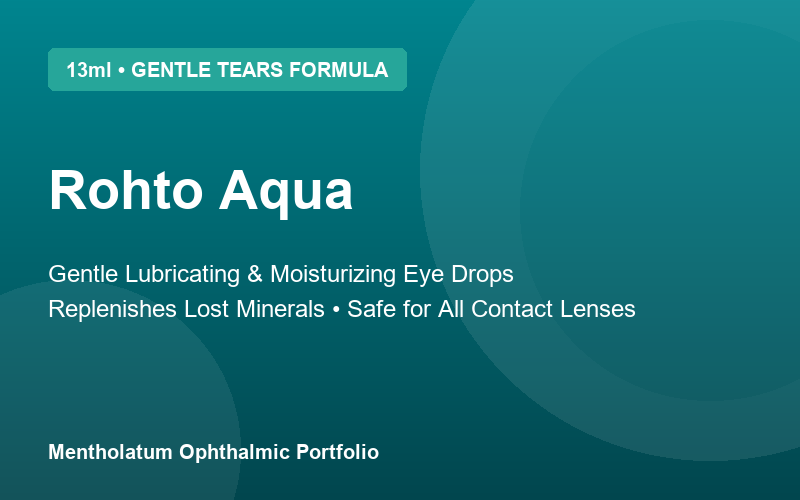 13ml • GENTLE TEARS FORMULA
Rohto Aqua
Gentle Lubricating & Moisturizing Eye Drops
Replenishes Lost Minerals • Safe for All Contact Lenses
Mentholatum Ophthalmic Portfolio